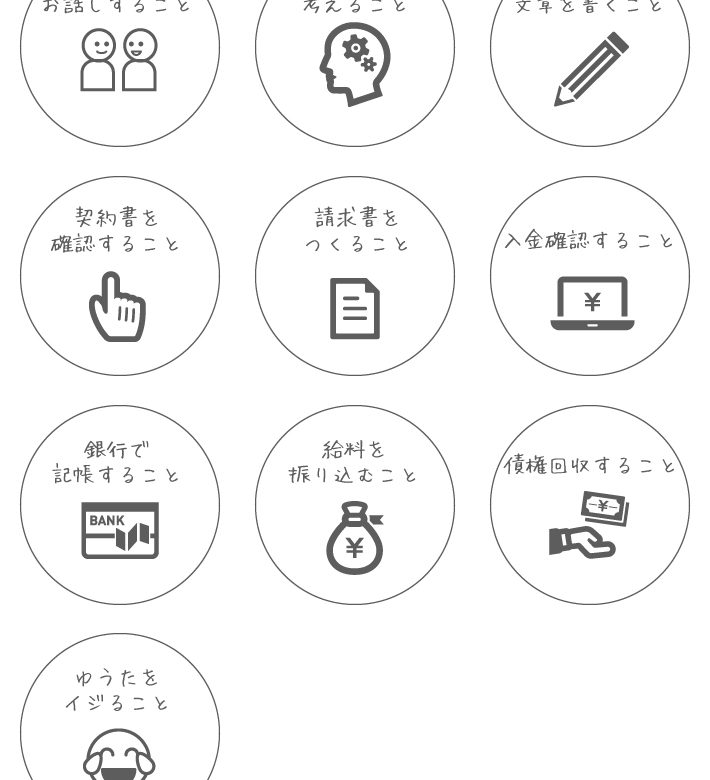 お話しすること
考えること
文章を書くこと
契約書を
確認すること
請求書を
つくること
入金確認すること
¥
銀行で
記帳すること
BANK
給料を
振り込むこと
¥
債権回収すること
¥
ゆうたを
イジること